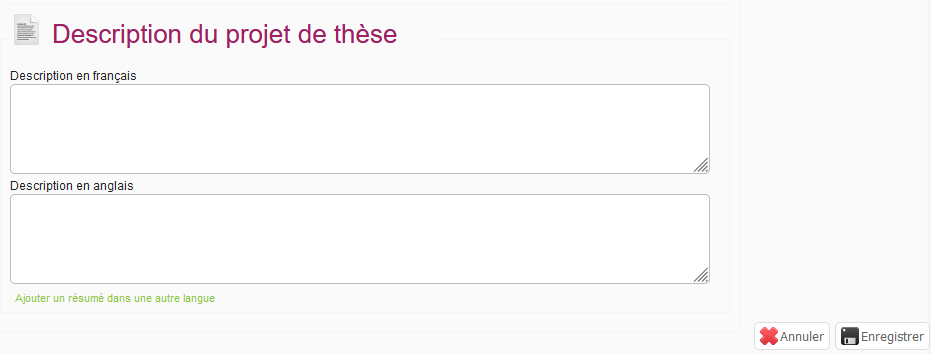 Description du projet de thèse
Description en français
Description en anglais
Ajouter un résumé dans une autre langue
Annuler Enregistrer